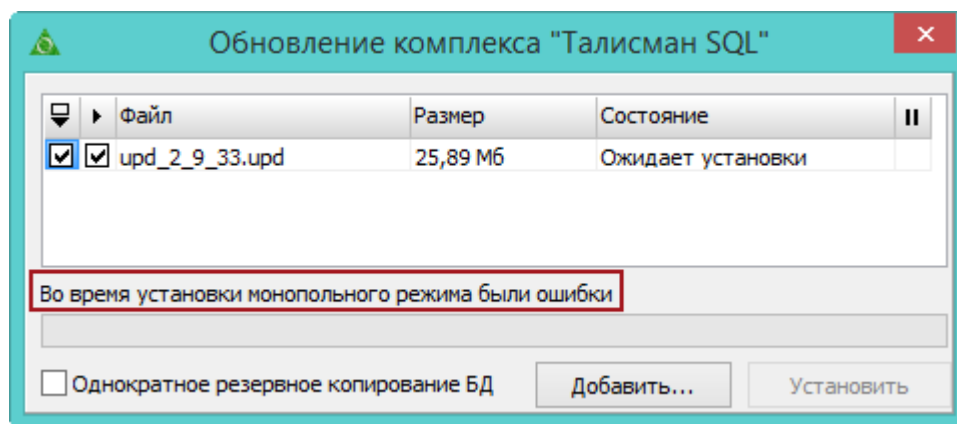 Обновление комплекса "Талисман SQL"
Файл Размер Состояние
upd_2_9_33.upd 25,89 Мб Ожидает установки
Во время установки монопольного режима были ошибки
Однократное резервное копирование БД Добавить... Установить